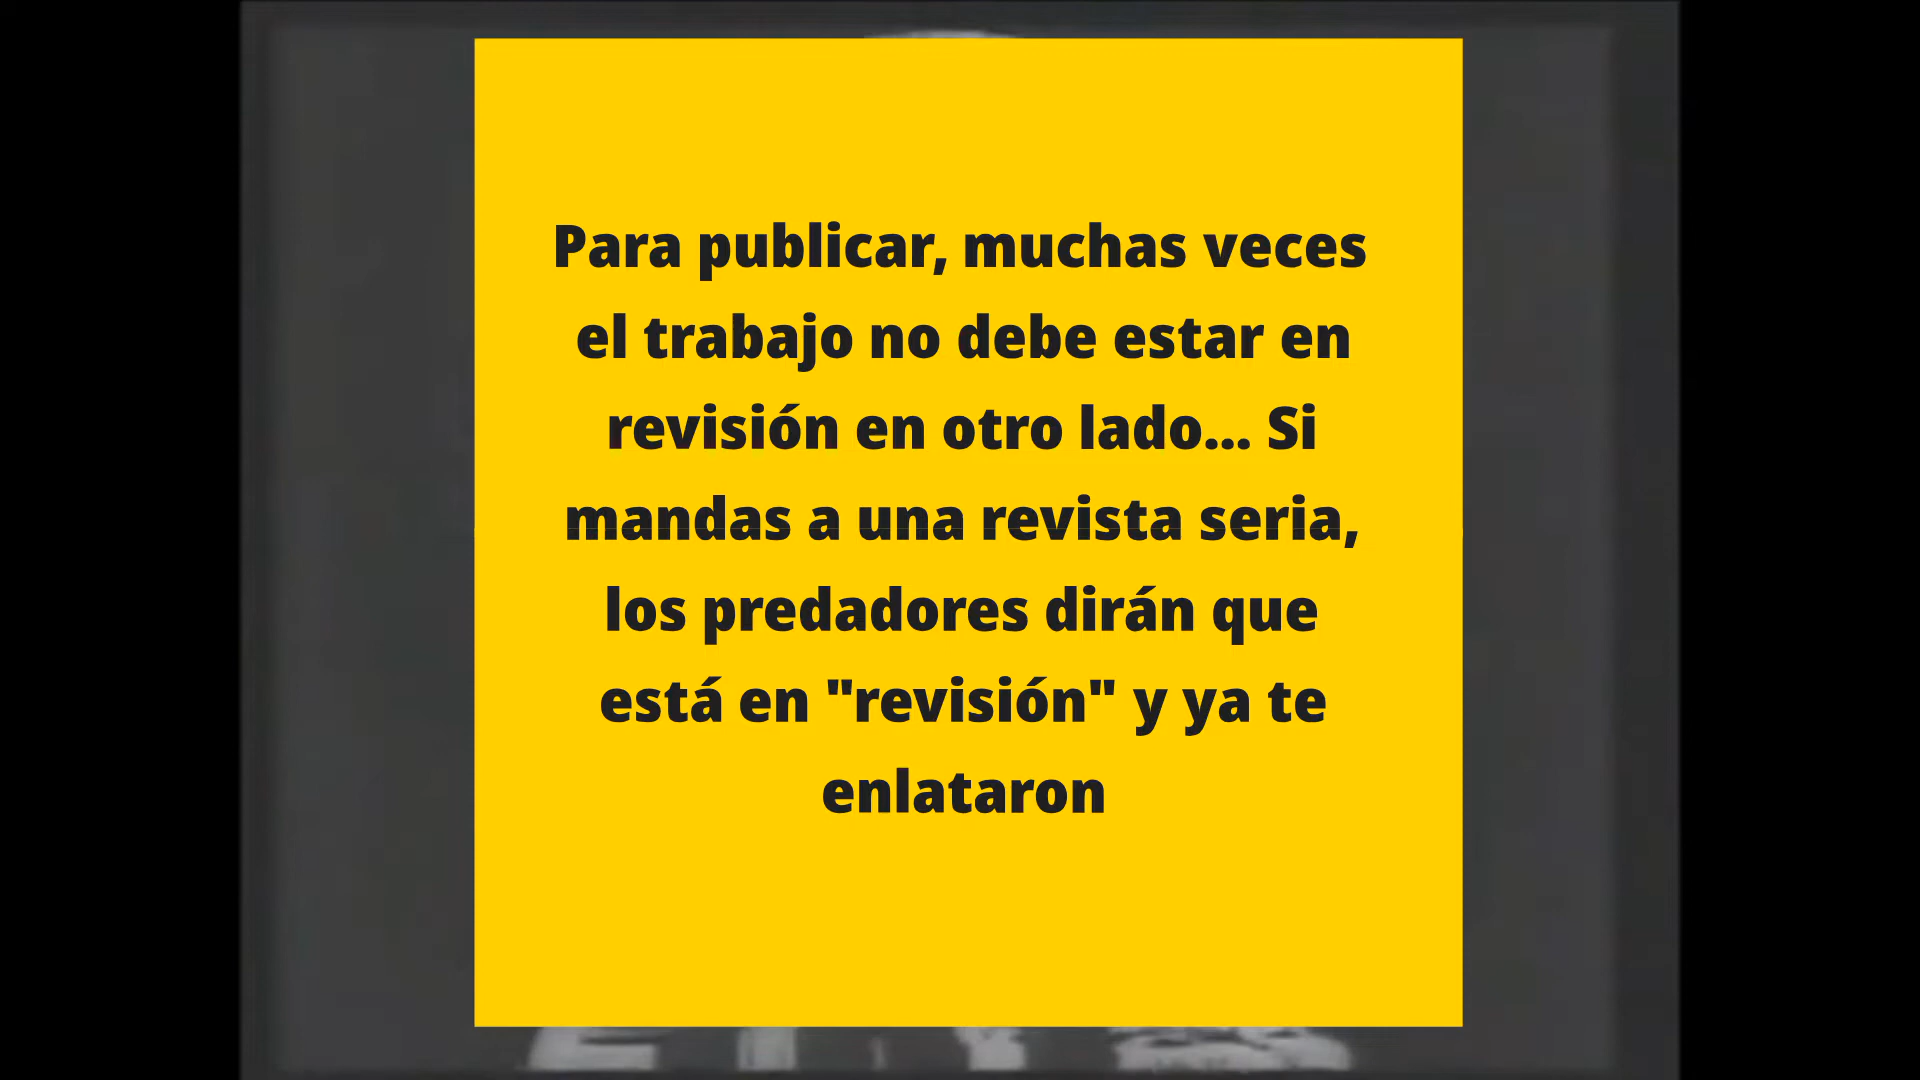 Para publicar, muchas veces
el trabajo no debe estar en
revisión en otro lado... Si
mandas a una revista seria,
los predadores dirán que
está en "revisión" y ya te
enlataron